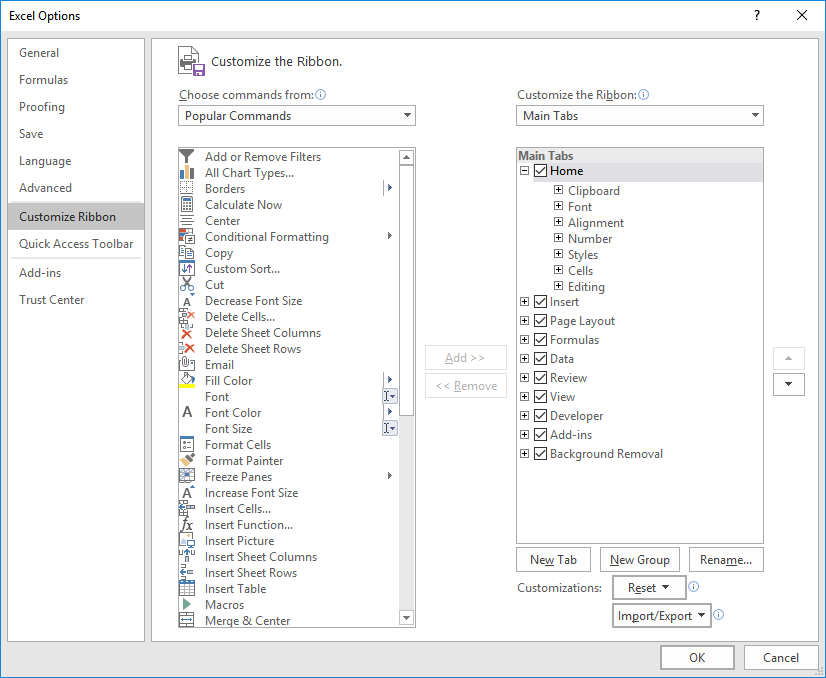 Excel Options
?
General
Formulas
Proofing
Save
Language
Advanced
Customize Ribbon
Quick Access Toolbar
Add-ins
Trust Center
Customize the Ribbon.
Choose commands from:
Popular Commands
Add or Remove Filters
All Chart Types...
Borders
Calculate Now
Center
Conditional Formatting
Copy
Custom Sort...
Cut
Decrease Font Size
Delete Cells...
Delete Sheet Columns
Delete Sheet Rows
Email
Fill Color
Font
Font Color
Font Size
Format Cells
Format Painter
Freeze Panes
Increase Font Size
Insert Cells...
Insert Function...
Insert Picture
Insert Sheet Columns
Insert Sheet Rows
Insert Table
Macros
Merge & Center
Add >>
<< Remove
Customize the Ribbon:
Main Tabs
Main Tabs
Home
Clipboard
Font
Alignment
Number
Styles
Cells
Editing
Insert
Page Layout
Formulas
Data
Review
View
Developer
Add-ins
Background Removal
New Tab New Group Rename...
Customizations: Reset
Import/Export
OK Cancel